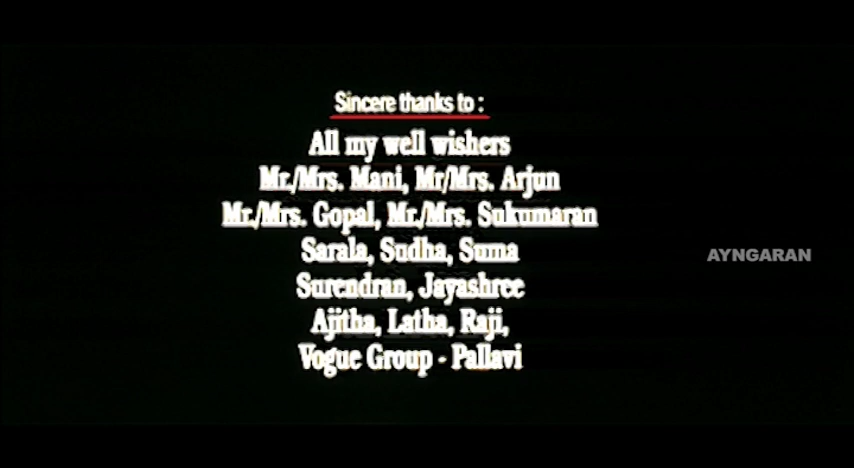 Sincere thanks to :
All my well wishers
Mr./Mrs. Mani, Mr/Mrs. Arjun
Mr./Mrs. Gopal, Mr./Mrs. Sukumaran
Sarala, Sudha, Suma
AYNGARAN
Surendran, Jayashree
Ajitha, Latha, Raji,
Vogue Group - Pallavi